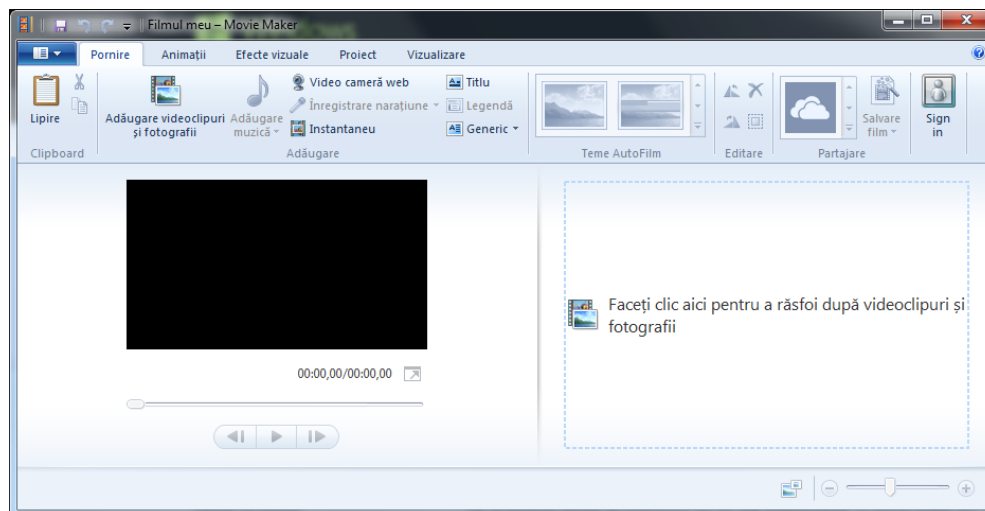 Filmul meu – Movie Maker
Pornire Animații Efecte vizuale Proiect Vizualizare
Lipire
Clipboard
Adăugare videoclipuri
și fotografii
Adăugare
muzică
Video cameră web
Înregistrare narațiune
Instantaneu
Titlu
Legendă
Generic
Adăugare
Teme AutoFilm
Editare
Salvare
film
Partajare
Sign
in
00:00,00/00:00,00
Faceți clic aici pentru a răsfoi după videoclipuri și
fotografii